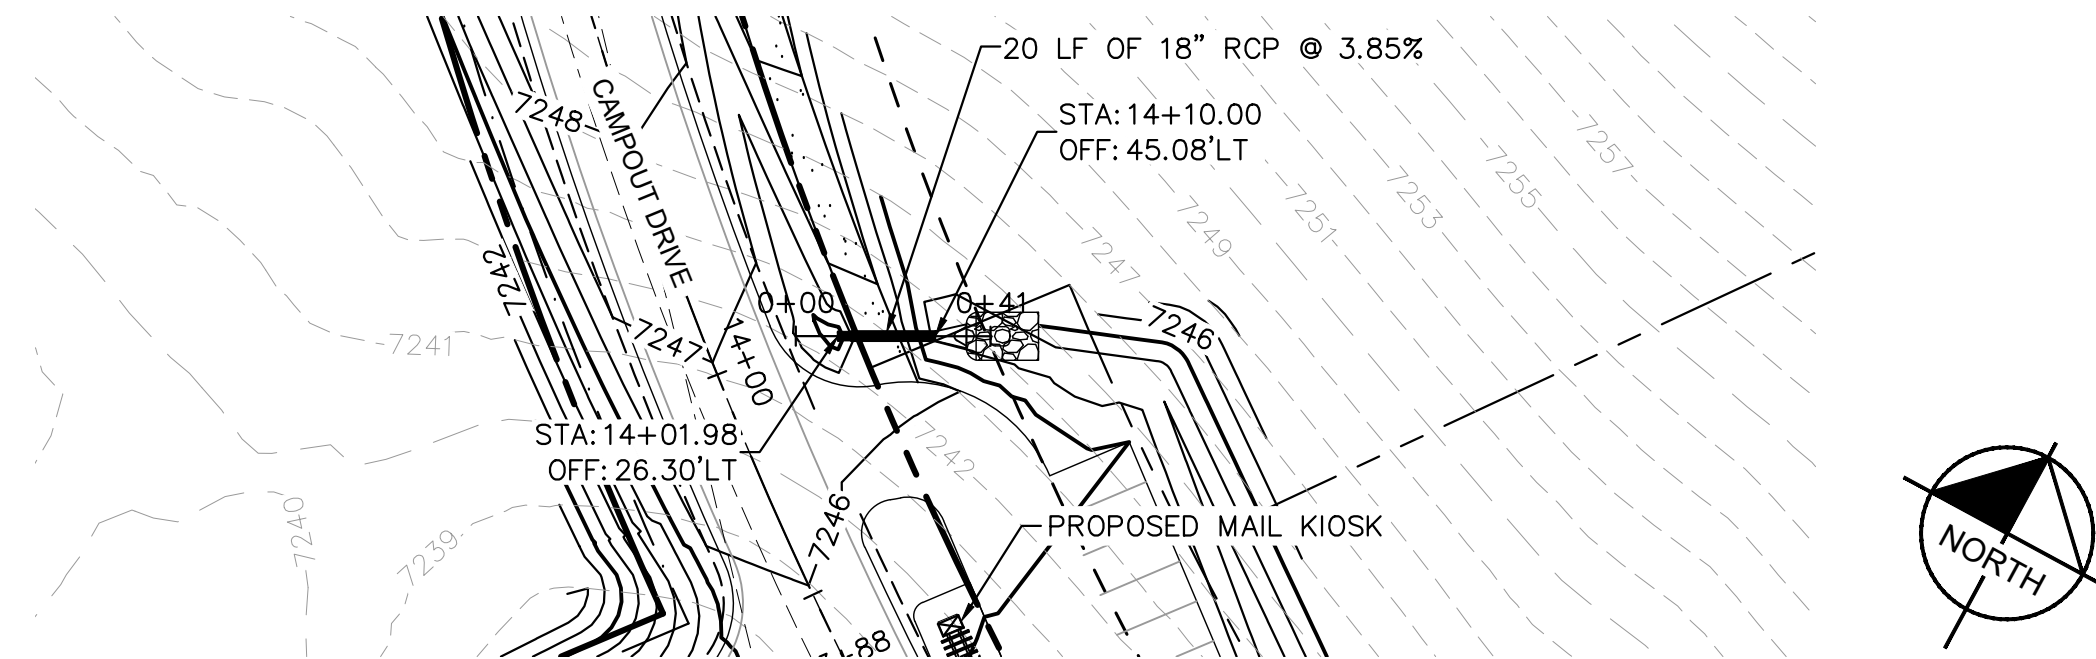 20 LF OF 18" RCP @ 3.85%
STA: 14+10.00
OFF: 45.08'LT
7248
CAMPOUT DRIVE
7257
7255
7253
7251
7249
7247
7242
0+00
0+41
7246
7241
7247
14+00
STA: 14+01.98
OFF: 26.30'LT
7242
7246
7240
7239
PROPOSED MAIL KIOSK
NORTH